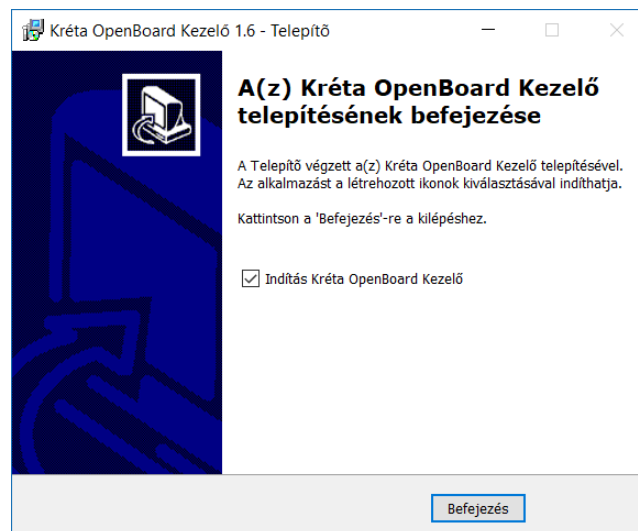 Kréta OpenBoard Kezelő 1.6 - Telepítõ
A(z) Kréta OpenBoard Kezelő
telepítésének befejezése
A Telepítõ végzett a(z) Kréta OpenBoard Kezelő telepítésével.
Az alkalmazást a létrehozott ikonok kiválasztásával indíthatja.
Kattintson a 'Befejezés'-re a kilépéshez.
Indítás Kréta OpenBoard Kezelő
Befejezés